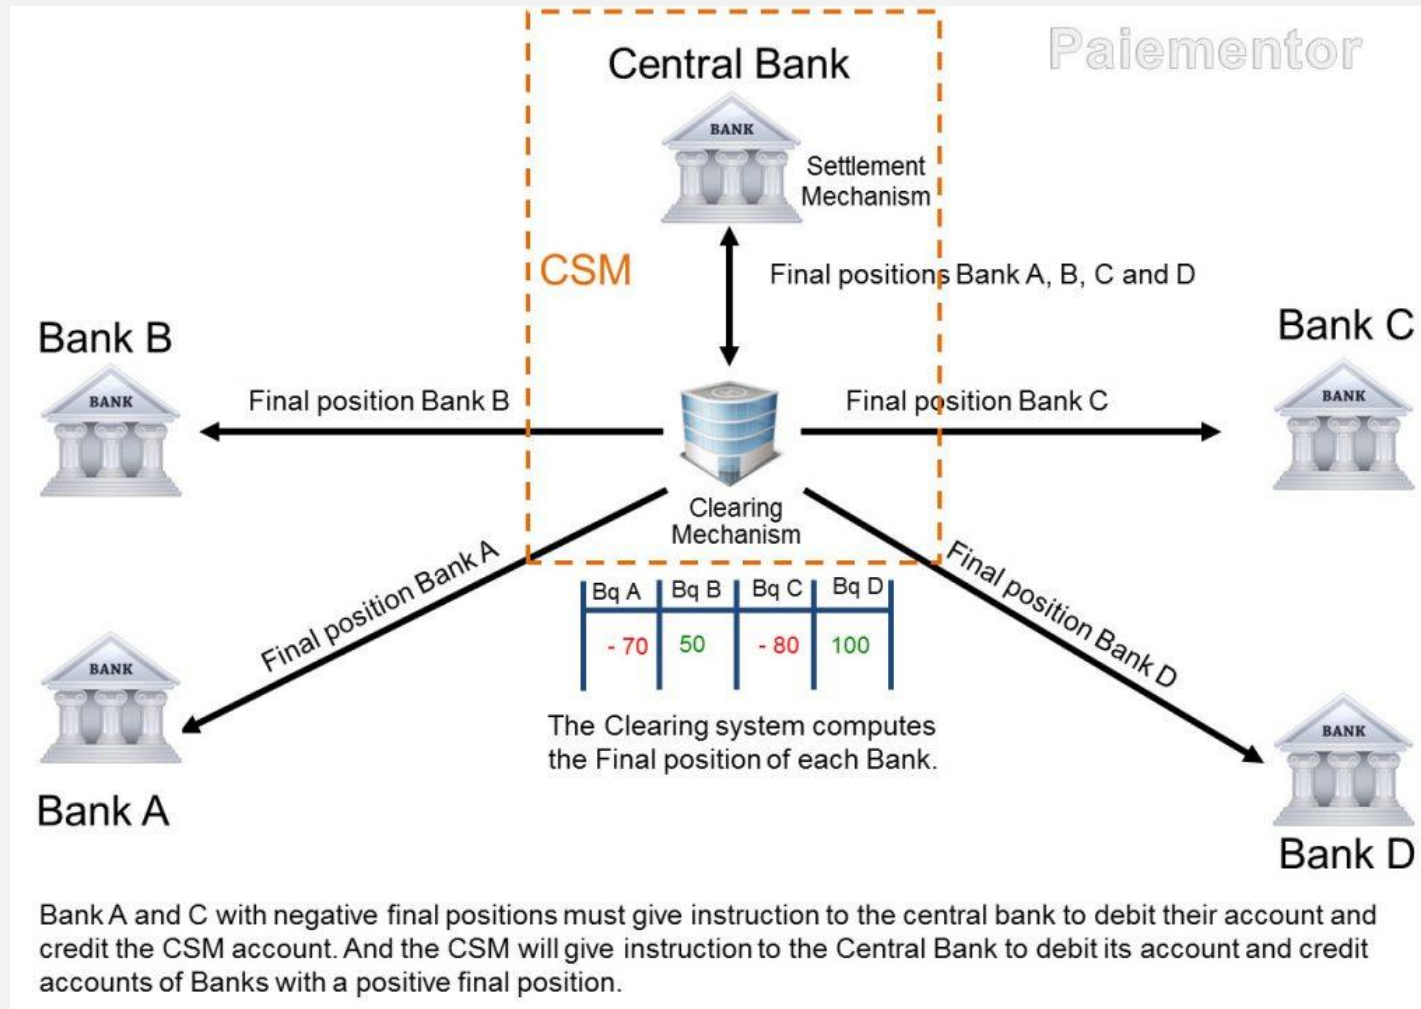 Paiementor
Central Bank
BANK
Settlement
Mechanism
CSM
Final positions Bank A, B, C and D
Bank B
BANK
Final position Bank B
Final position Bank C
Bank C
BANK
Clearing
Mechanism
Final position Bank A
Final position Bank D
Bq A Bq B Bq C Bq D
- 70 50 - 80 100
The Clearing system computes
the Final position of each Bank.
BANK
Bank A
BANK
Bank D
Bank A and C with negative final positions must give instruction to the central bank to debit their account and
credit the CSM account. And the CSM will give instruction to the Central Bank to debit its account and credit
accounts of Banks with a positive final position.